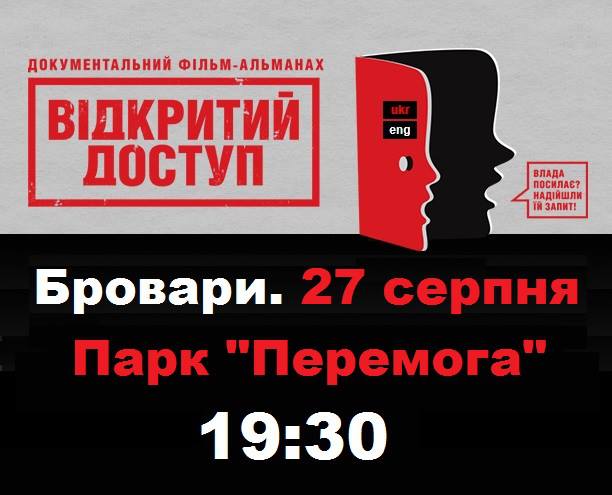 ДОКУМЕНТАЛЬНИЙ ФІЛЬМ-АЛЬМАНАХ
ВІДКРИТИЙ
ДОСТУП
ukr
eng
ВЛАДА
ПОСИЛАЄ?
НАДІЙШЛИ
ЇЙ ЗАПИТ!
Бровари. 27 серпня
Парк "Перемога"
19:30